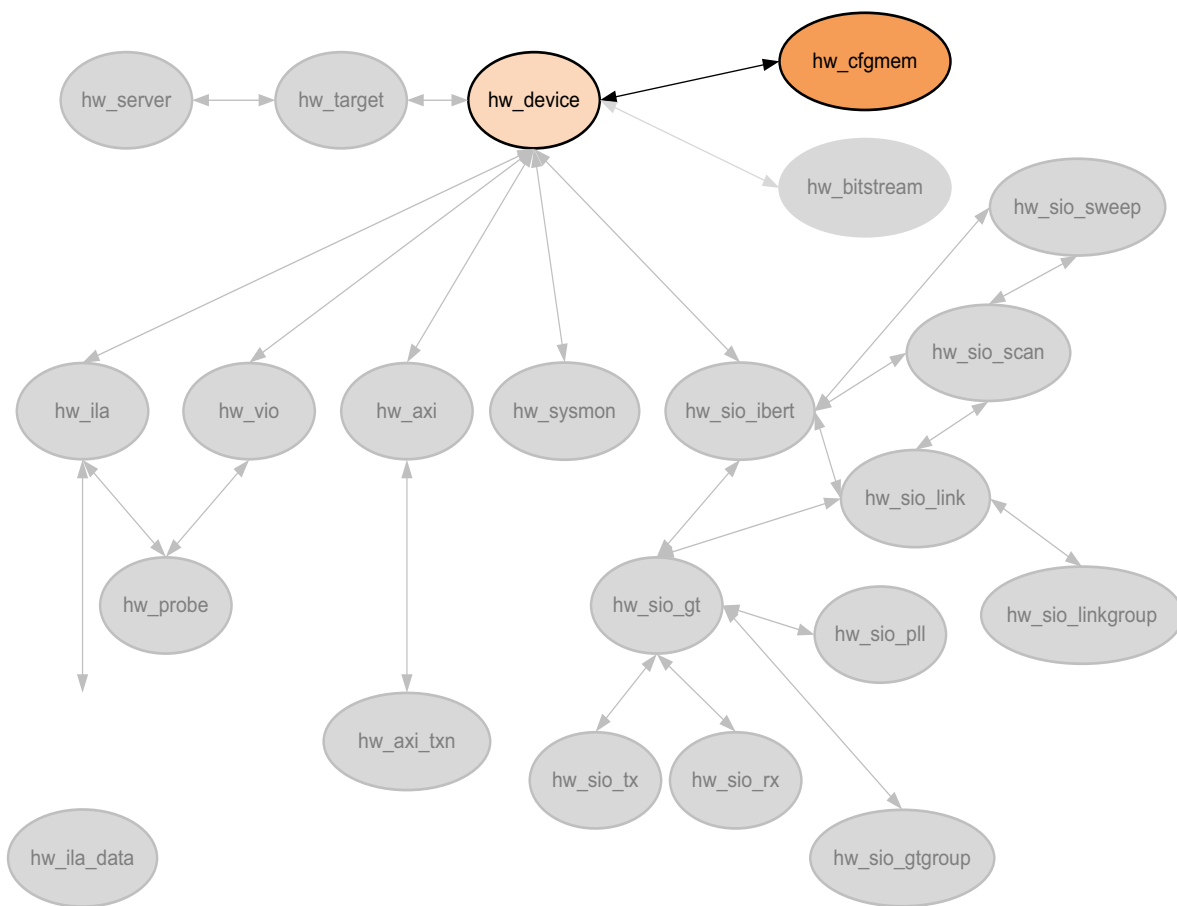 hw_cfgmem
hw_server
hw_target
hw_device
hw_bitstream
hw_sio_sweep
hw_sio_scan
hw_ila
hw_vio
hw_axi
hw_sysmon
hw_sio_ibert
hw_sio_link
hw_probe
hw_sio_gt
hw_sio_pll
hw_sio_linkgroup
hw_axi_txn
hw_sio_tx
hw_sio_rx
hw_ila_data
hw_sio_gtgroup